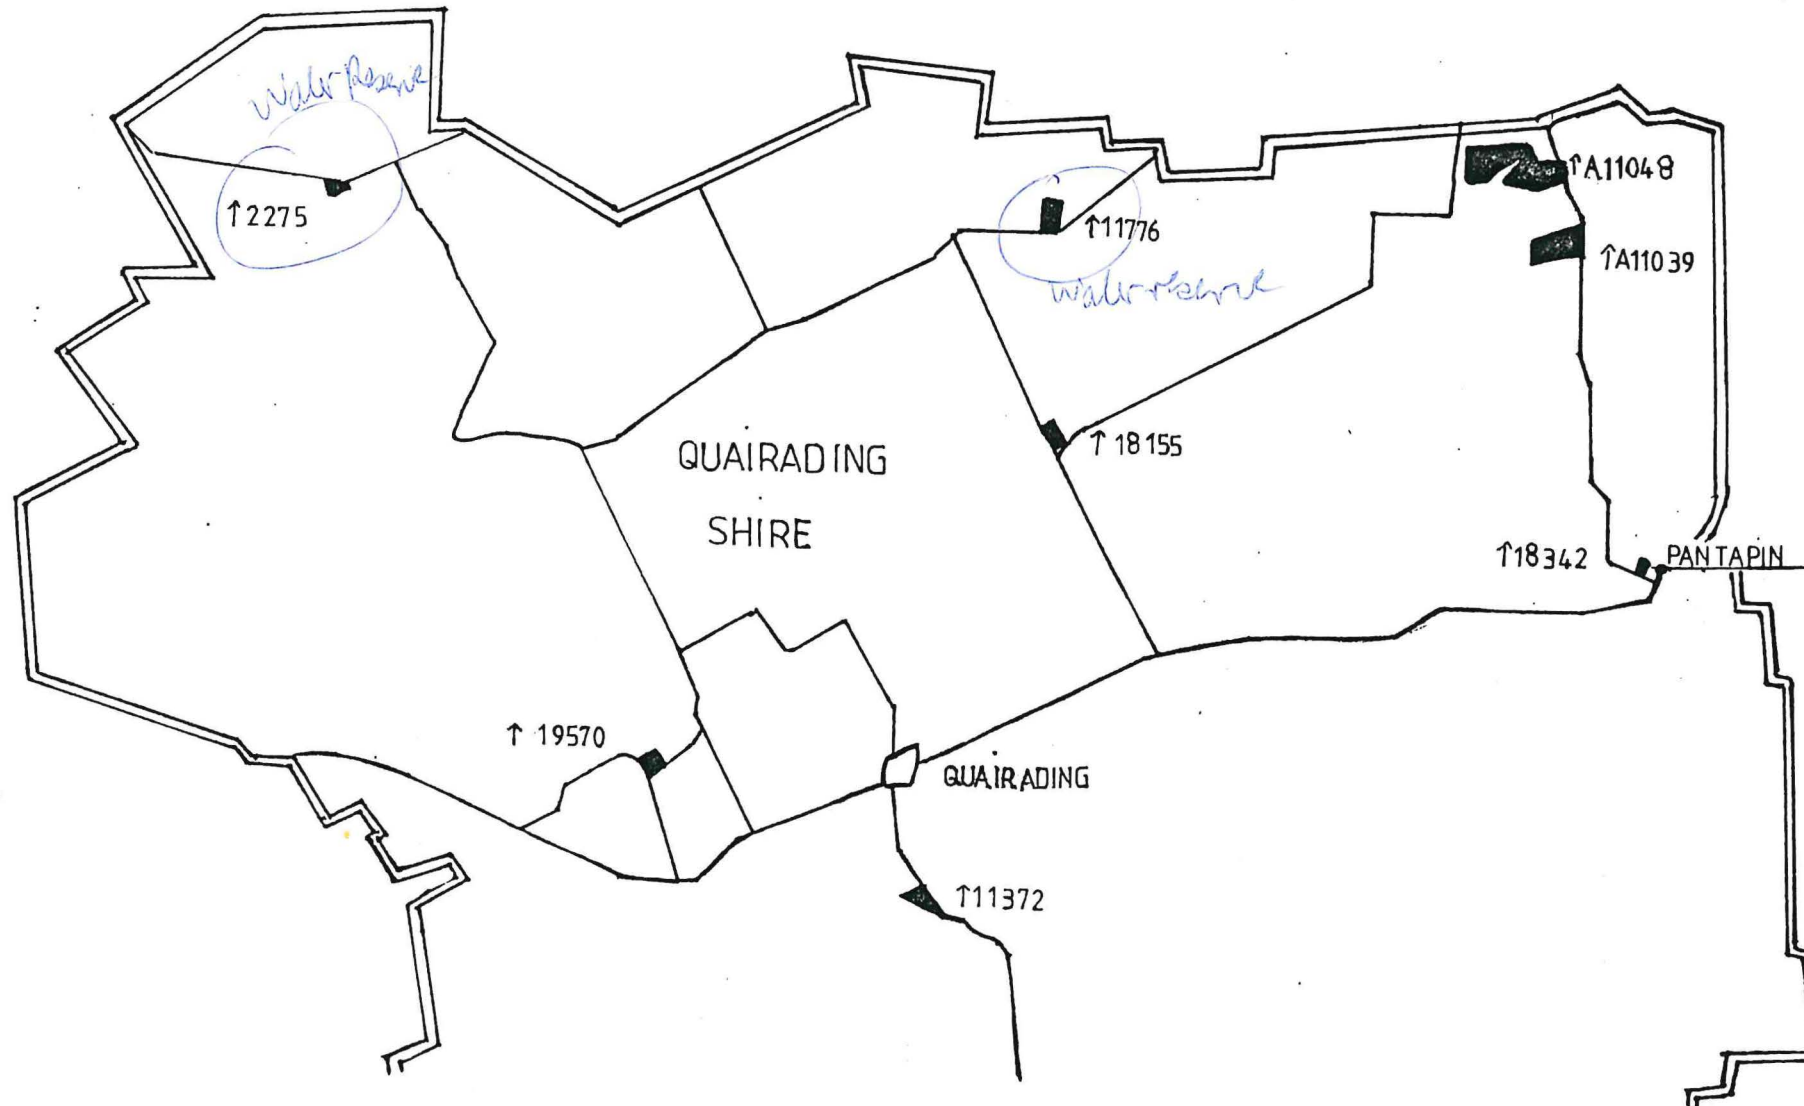 Water Reserve
↑A11048
↑2275
↑11776
↑A11039
Water reserve
QUAIRADING
SHIRE
↑ 18155
↑18342
PANTAPIN
↑ 19570
QUAIRADING
↑11372